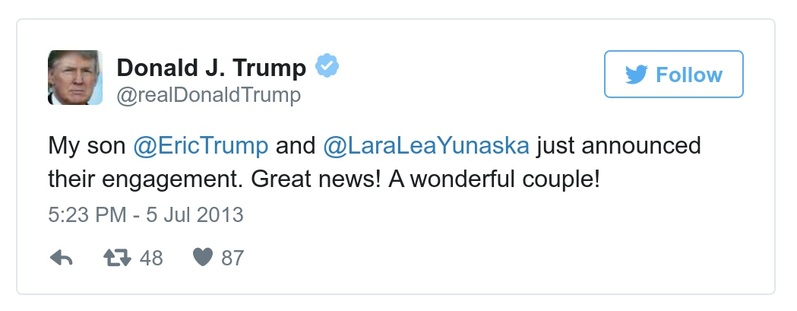 Donald J. Trump
@realDonaldTrump
Follow
My son @EricTrump and @LaraLeaYunaska just announced
their engagement. Great news! A wonderful couple!
5:23 PM - 5 Jul 2013
48 87